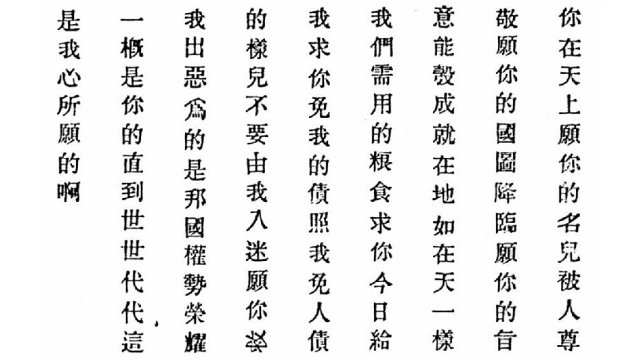 你在天上願你的名兒被人尊
敬願你的國圖降臨願你的旨
意能彀成就在地如在天一樣
我們需用的粮食求你今日給
我求你免我的債照我免人債
的樣兒不要由我入迷願你救
我出惡爲的是邦國權勢榮耀
一概是你的直到世世代代這
是我心所願的啊